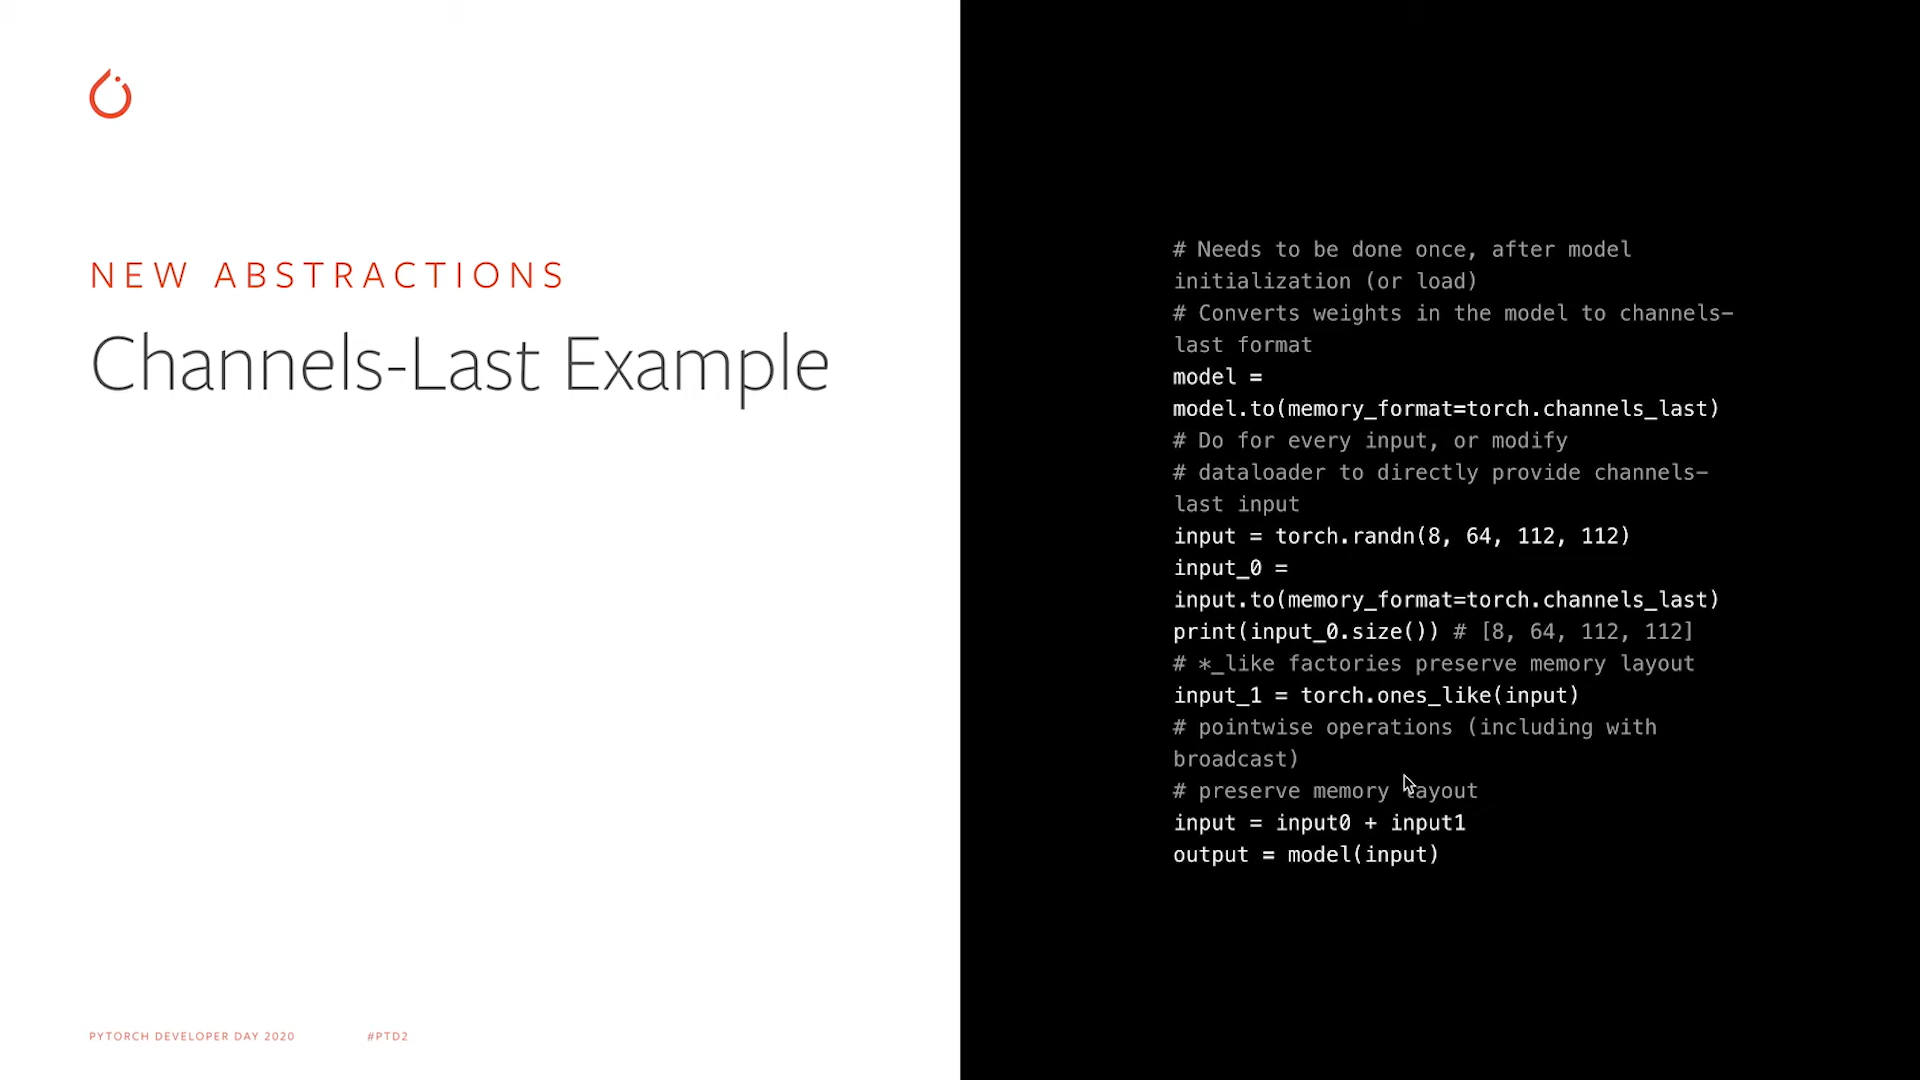 NEW ABSTRACTIONS
Channels-Last Example
# Needs to be done once, after model
initialization (or load)
# Converts weights in the model to channels-
last format
model =
model.to(memory_format=torch.channels_last)
# Do for every input, or modify
# dataloader to directly provide channels-
last input
input = torch.randn(8, 64, 112, 112)
input_0 =
input.to(memory_format=torch.channels_last)
print(input_0.size()) # [8, 64, 112, 112]
# *_like factories preserve memory layout
input_1 = torch.ones_like(input)
# pointwise operations (including with
broadcast)
# preserve memory layout
input = input0 + input1
output = model(input)
PYTORCH DEVELOPER DAY 2020 #PTD2